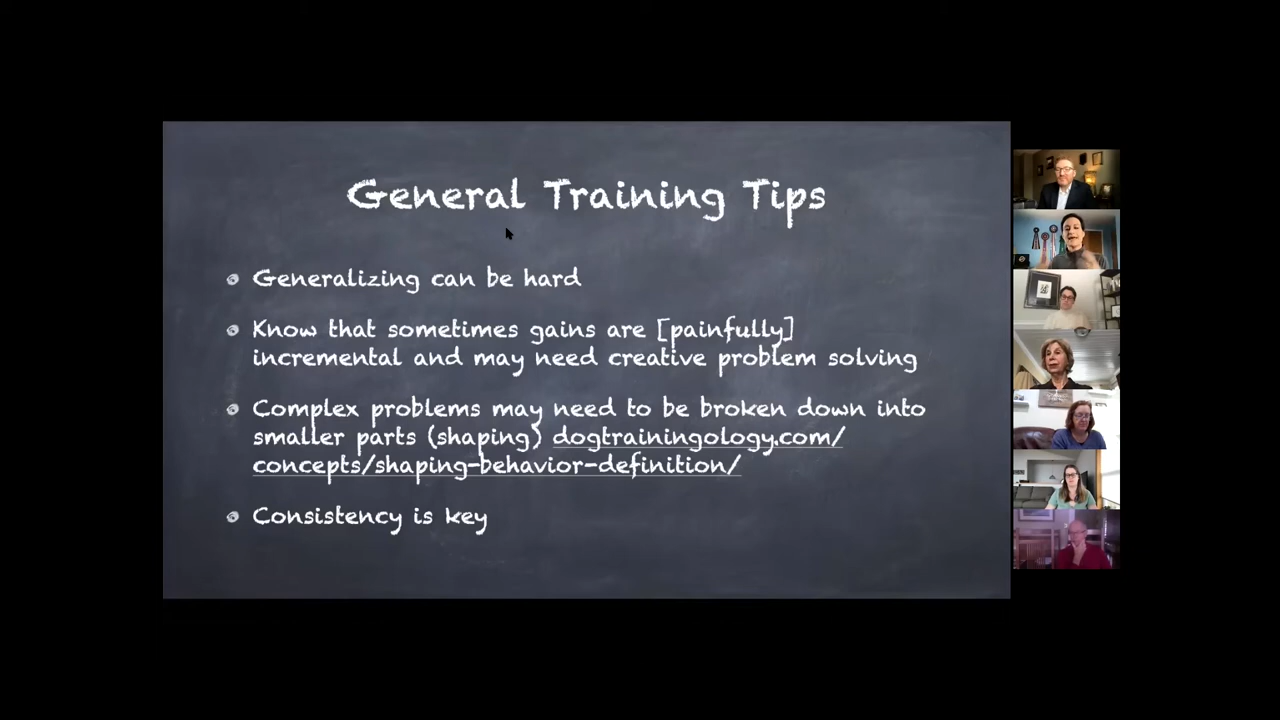 General Training Tips
Generalizing can be hard
Know that sometimes gains are [painfully]
incremental and may need creative problem solving
Complex problems may need to be broken down into
smaller parts (shaping) dogtrainingology.com/
concepts/shaping-behavior-definition/
Consistency is key